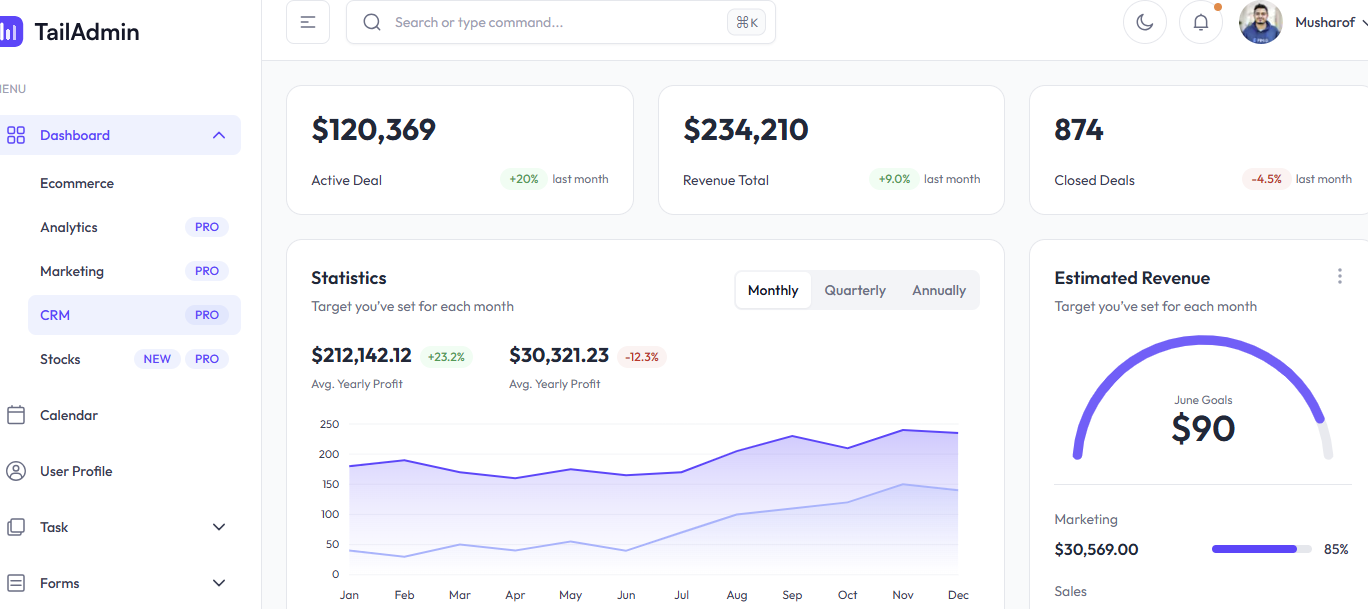 TailAdmin
Search or type command...
⌘K
Musharof
MENU
Dashboard
Ecommerce
Analytics PRO
Marketing PRO
CRM PRO
Stocks NEW PRO
Calendar
User Profile
Task
Forms
$120,369
Active Deal +20% last month
$234,210
Revenue Total +9.0% last month
874
Closed Deals -4.5% last month
Statistics
Target you've set for each month
Monthly Quarterly Annually
$212,142.12 +23.2%
Avg. Yearly Profit
$30,321.23 -12.3%
Avg. Yearly Profit
250
200
150
100
50
0
Jan Feb Mar Apr May Jun Jul Aug Sep Oct Nov Dec
Estimated Revenue
Target you've set for each month
June Goals
$90
Marketing
$30,569.00 85%
Sales